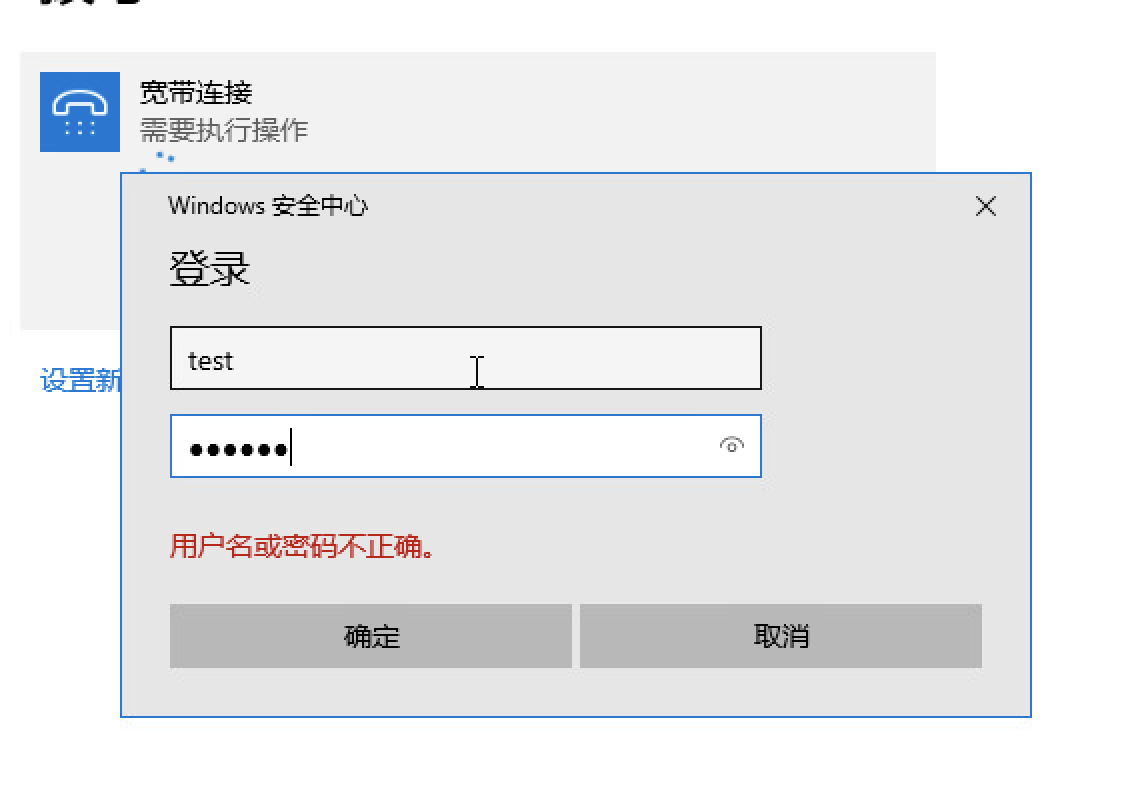 宽带连接
需要执行操作
Windows 安全中心
登录
设置新
test
●●●●●●
用户名或密码不正确。
确定
取消